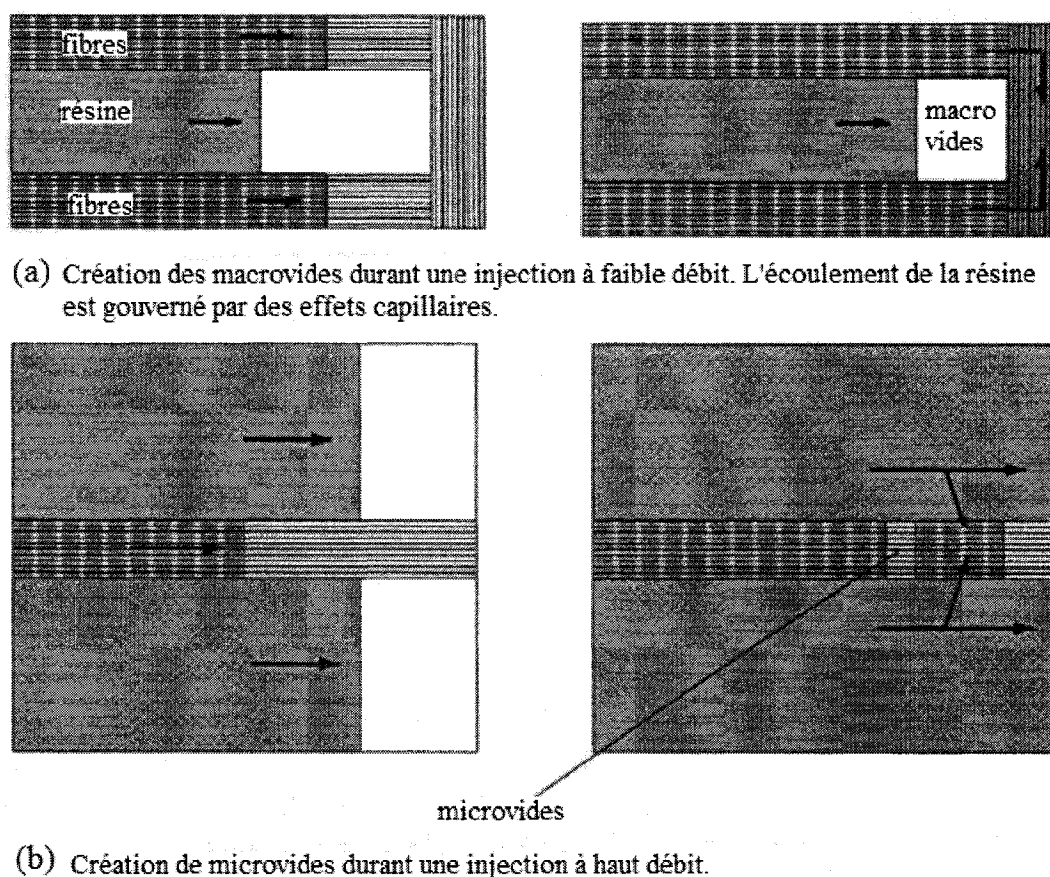 fibres
résine
fibres
macro
vides
(a) Création des macrovides durant une injection à faible débit. L'écoulement de la résine
est gouverné par des effets capillaires.
microvides
(b) Création de microvides durant une injection à haut débit.